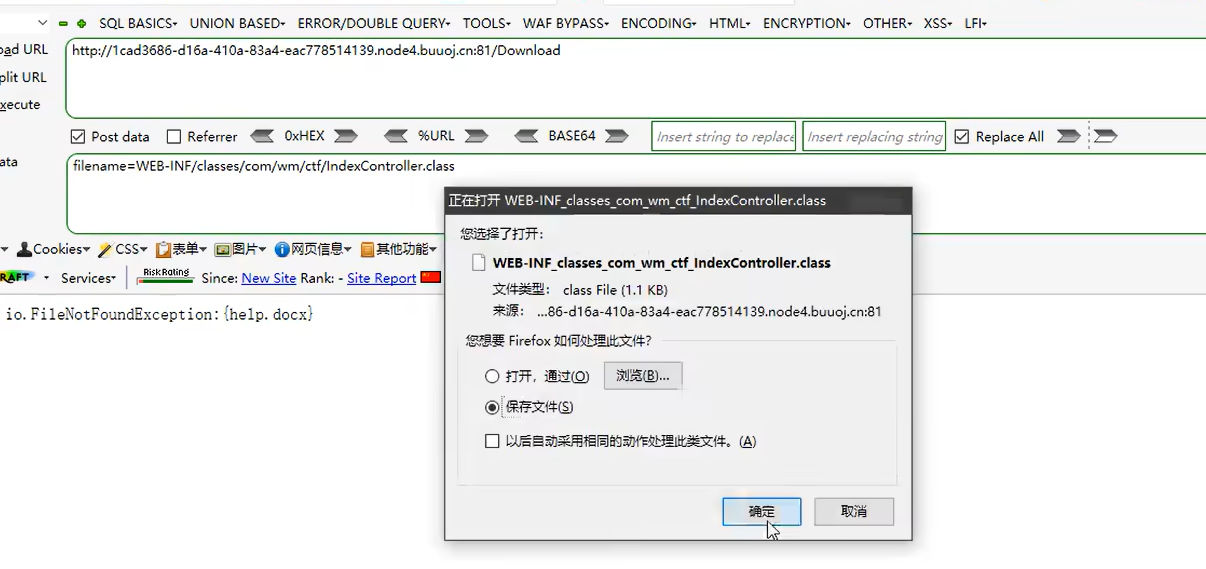 SQL BASICS▾ UNION BASED▾ ERROR/DOUBLE QUERY▾ TOOLS▾ WAF BYPASS▾ ENCODING▾ HTML▾ ENCRYPTION▾ OTHER▾ XSS▾ LFI▾
oad URL
http://1cad3686-d16a-410a-83a4-eac778514139.node4.buuoj.cn:81/Download
plit URL
xecute
Post data Referrer 0xHEX %URL BASE64 Insert string to replace Insert replacing string Replace All
ata
filename=WEB-INF/classes/com/wm/ctf/IndexController.class
正在打开 WEB-INF_classes_com_wm_ctf_IndexController.class
您选择了打开:
Cookies▾ CSS▾ 表单▾ 图片▾ 网页信息▾ 其他功能▾
WEB-INF_classes_com_wm_ctf_IndexController.class
RAFT Services▾ RiskRating Since: New Site Rank: - Site Report
文件类型: class File (1.1 KB)
来源: ...86-d16a-410a-83a4-eac778514139.node4.buuoj.cn:81
io.FileNotFoundException:{help.docx}
您想要 Firefox 如何处理此文件?
打开，通过(O) 浏览(B)...
保存文件(S)
以后自动采用相同的动作处理此类文件。(A)
确定 取消